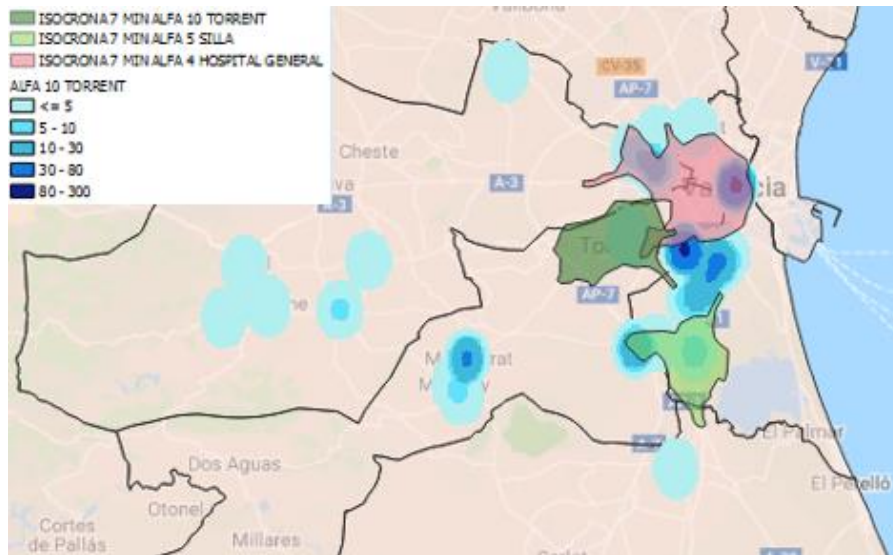 ISOCRONA 7 MIN ALFA 10 TORRENT
ISOCRONA 7 MIN ALFA 5 SILLA
ISOCRONA 7 MIN ALFA 4 HOSPITAL GENERAL
ALFA 10 TORRENT
<= 5
5 - 10
10 - 30
30 - 80
80 - 300
CV-35
V-21
AP-7
Cheste
A-3
A-3
AP-7
A-7
El Palmar
Dos Aguas
El Perelló
Otonel
Cortes
de Pallás
Millares